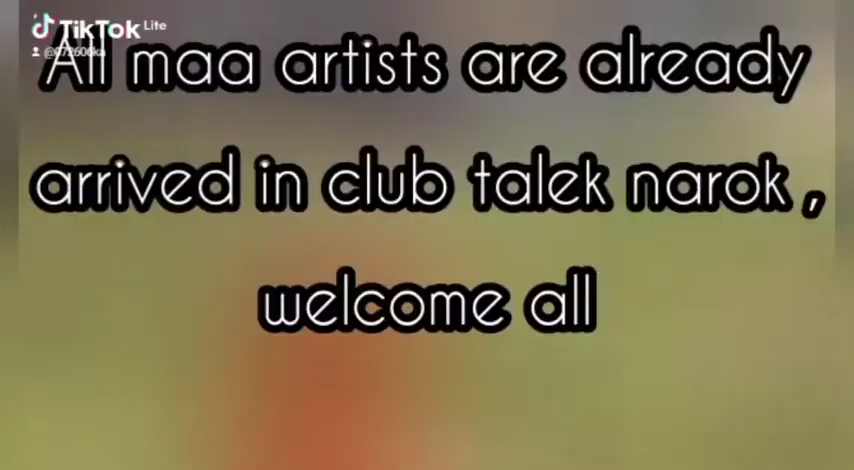 TikTok Lite
All maa artists are already
arrived in club talek narok ,
welcome all